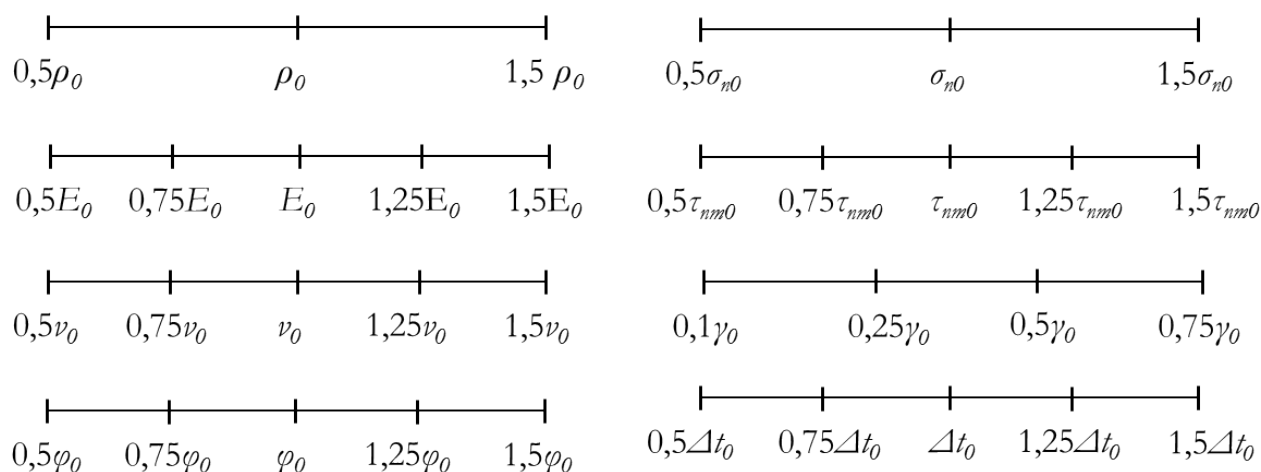 0,5ρ₀ ρ₀ 1,5 ρ₀
0,5σₙ₀ σₙ₀ 1,5σₙ₀
0,5E₀ 0,75E₀ E₀ 1,25E₀ 1,5E₀
0,5τₙₘ₀ 0,75τₙₘ₀ τₙₘ₀ 1,25τₙₘ₀ 1,5τₙₘ₀
0,5ν₀ 0,75ν₀ ν₀ 1,25ν₀ 1,5ν₀
0,1γ₀ 0,25γ₀ 0,5γ₀ 0,75γ₀
0,5φ₀ 0,75φ₀ φ₀ 1,25φ₀ 1,5φ₀
0,5Δt₀ 0,75Δt₀ Δt₀ 1,25Δt₀ 1,5Δt₀